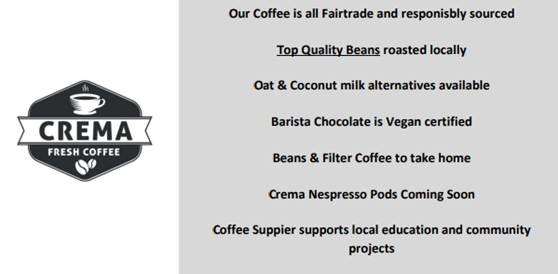 CREMA
FRESH COFFEE
Our Coffee is all Fairtrade and responisbly sourced
Top Quality Beans roasted locally
Oat & Coconut milk alternatives available
Barista Chocolate is Vegan certified
Beans & Filter Coffee to take home
Crema Nespresso Pods Coming Soon
Coffee Suppier supports local education and community
projects